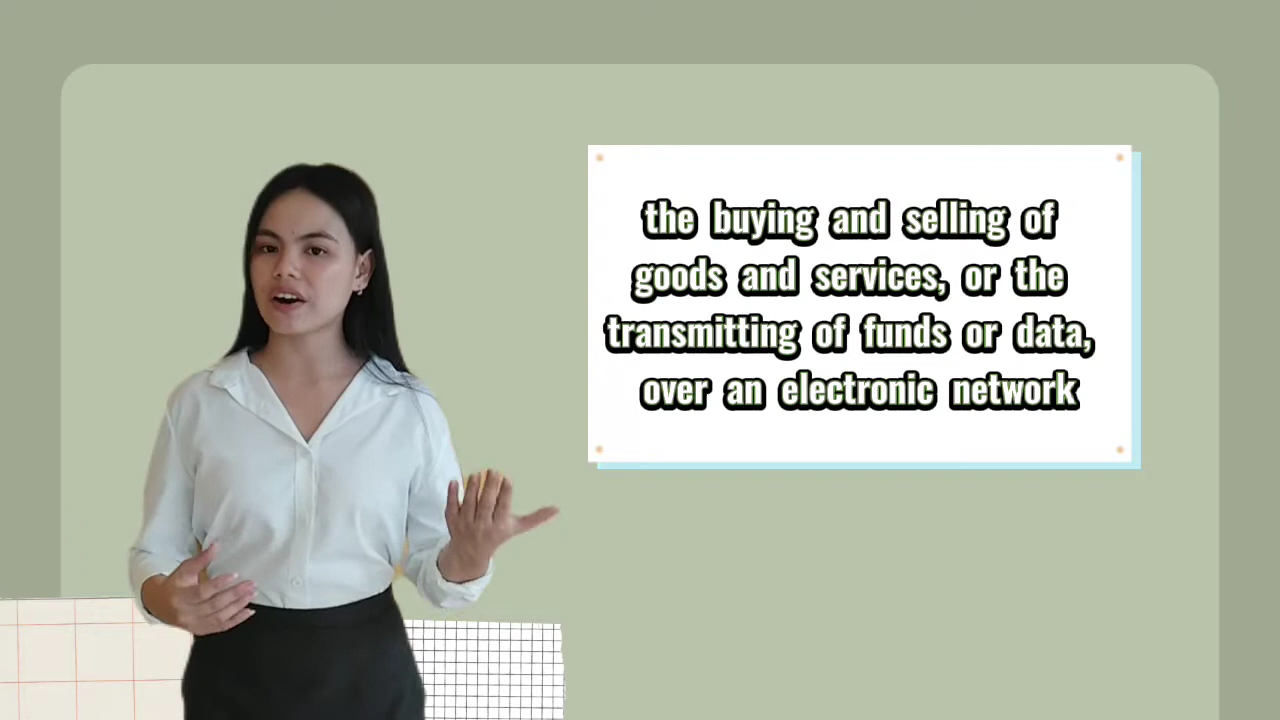 the buying and selling of
goods and services, or the
transmitting of funds or data,
over an electronic network